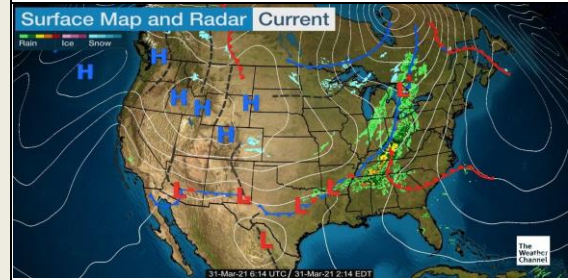 Surface Map and Radar Current
Rain Ice Snow
H
H
H
H
H
H
L
L
L
L
L
L
The
Weather
Channel
31-Mar-21 6:14 UTC / 31-Mar-21 2:14 EDT